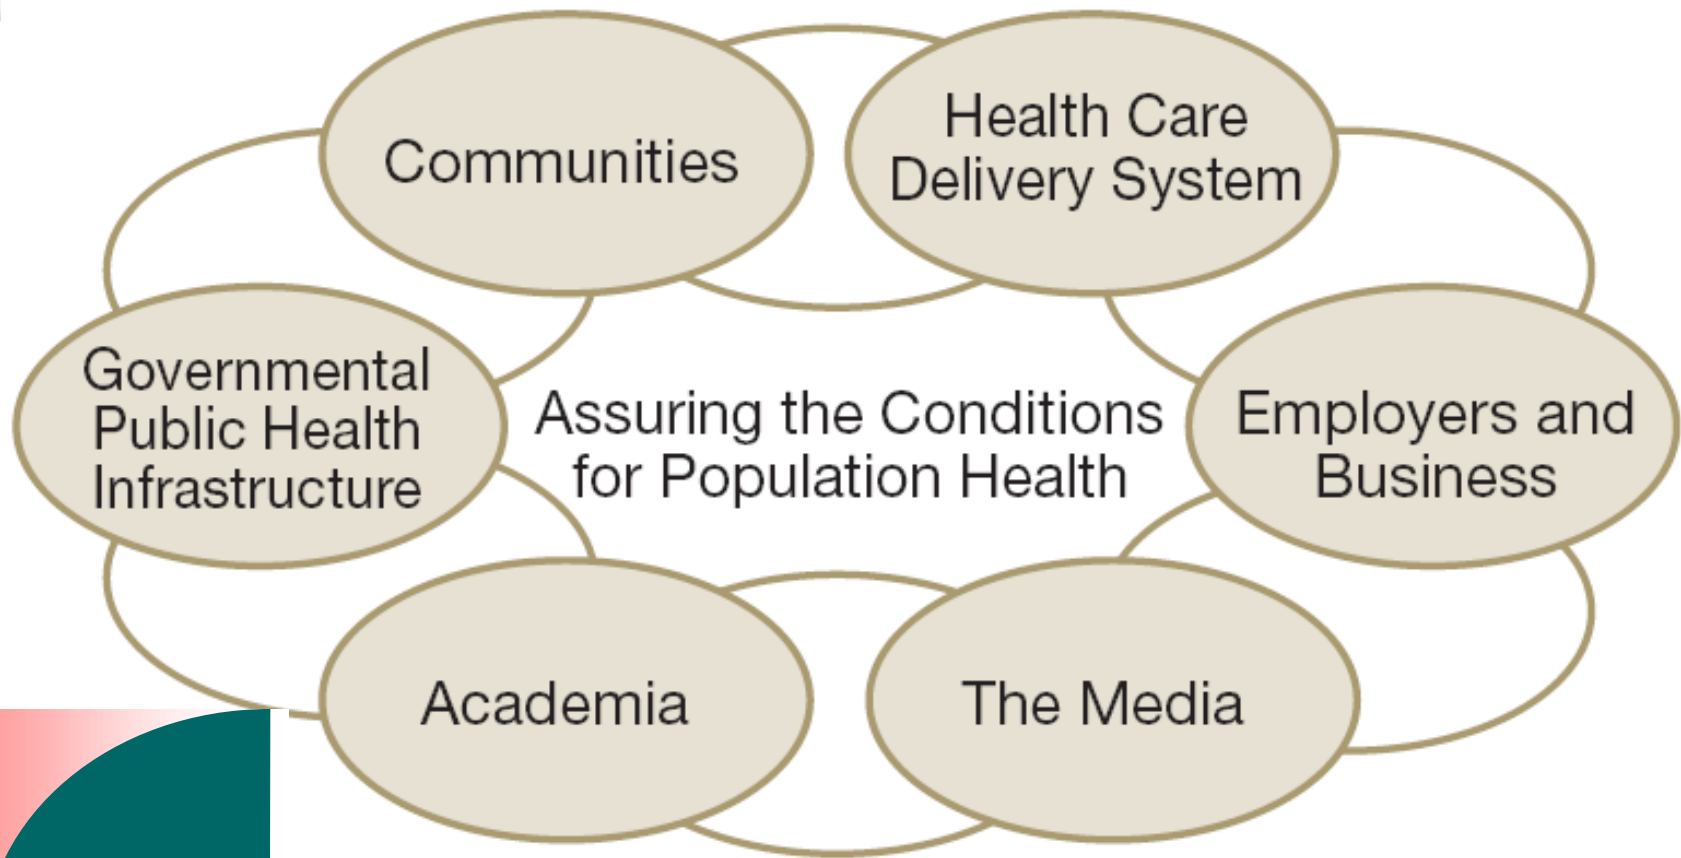 Communities
Health Care
Delivery System
Governmental
Public Health
Infrastructure
Assuring the Conditions
for Population Health
Employers and
Business
Academia
The Media